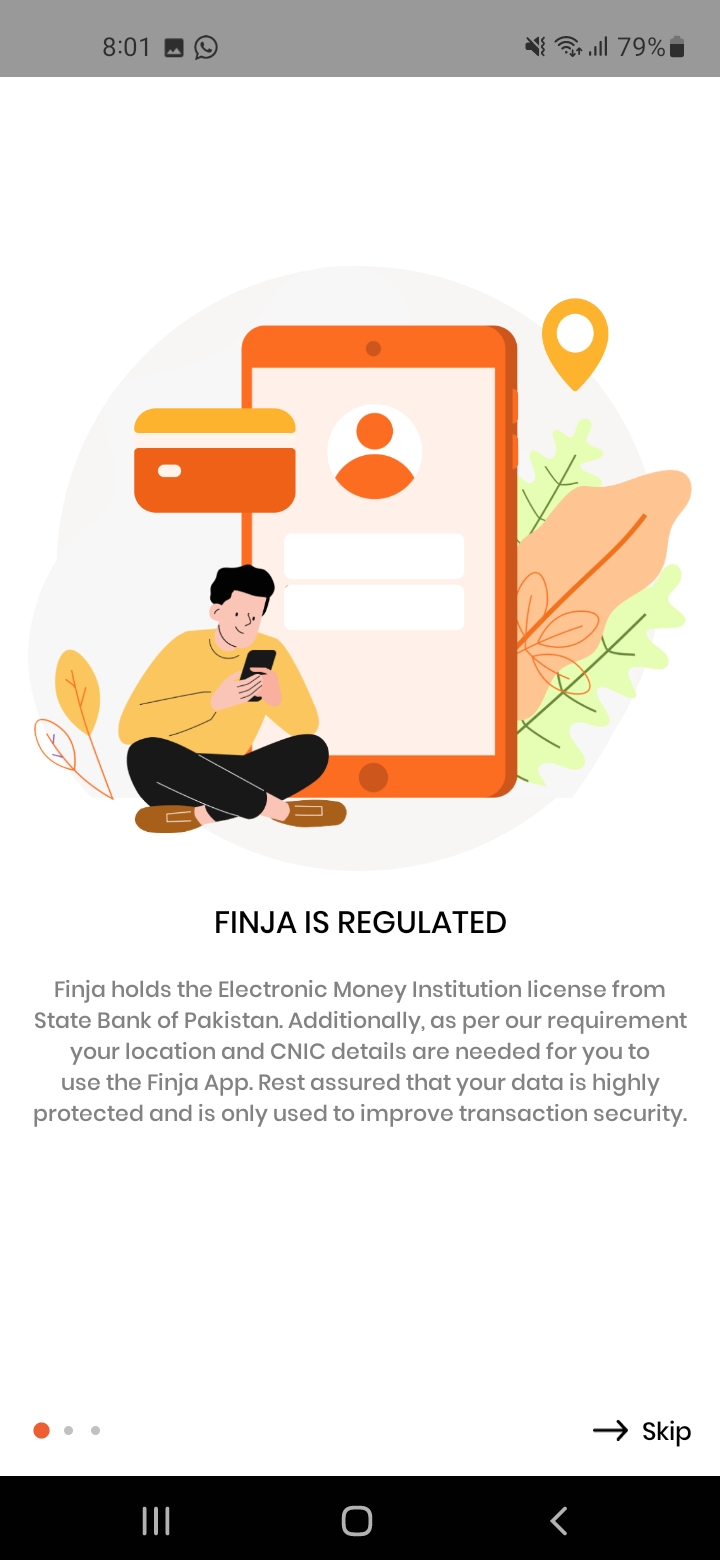 8:01 79%
FINJA IS REGULATED
Finja holds the Electronic Money Institution license from
State Bank of Pakistan. Additionally, as per our requirement
your location and CNIC details are needed for you to
use the Finja App. Rest assured that your data is highly
protected and is only used to improve transaction security.
Skip